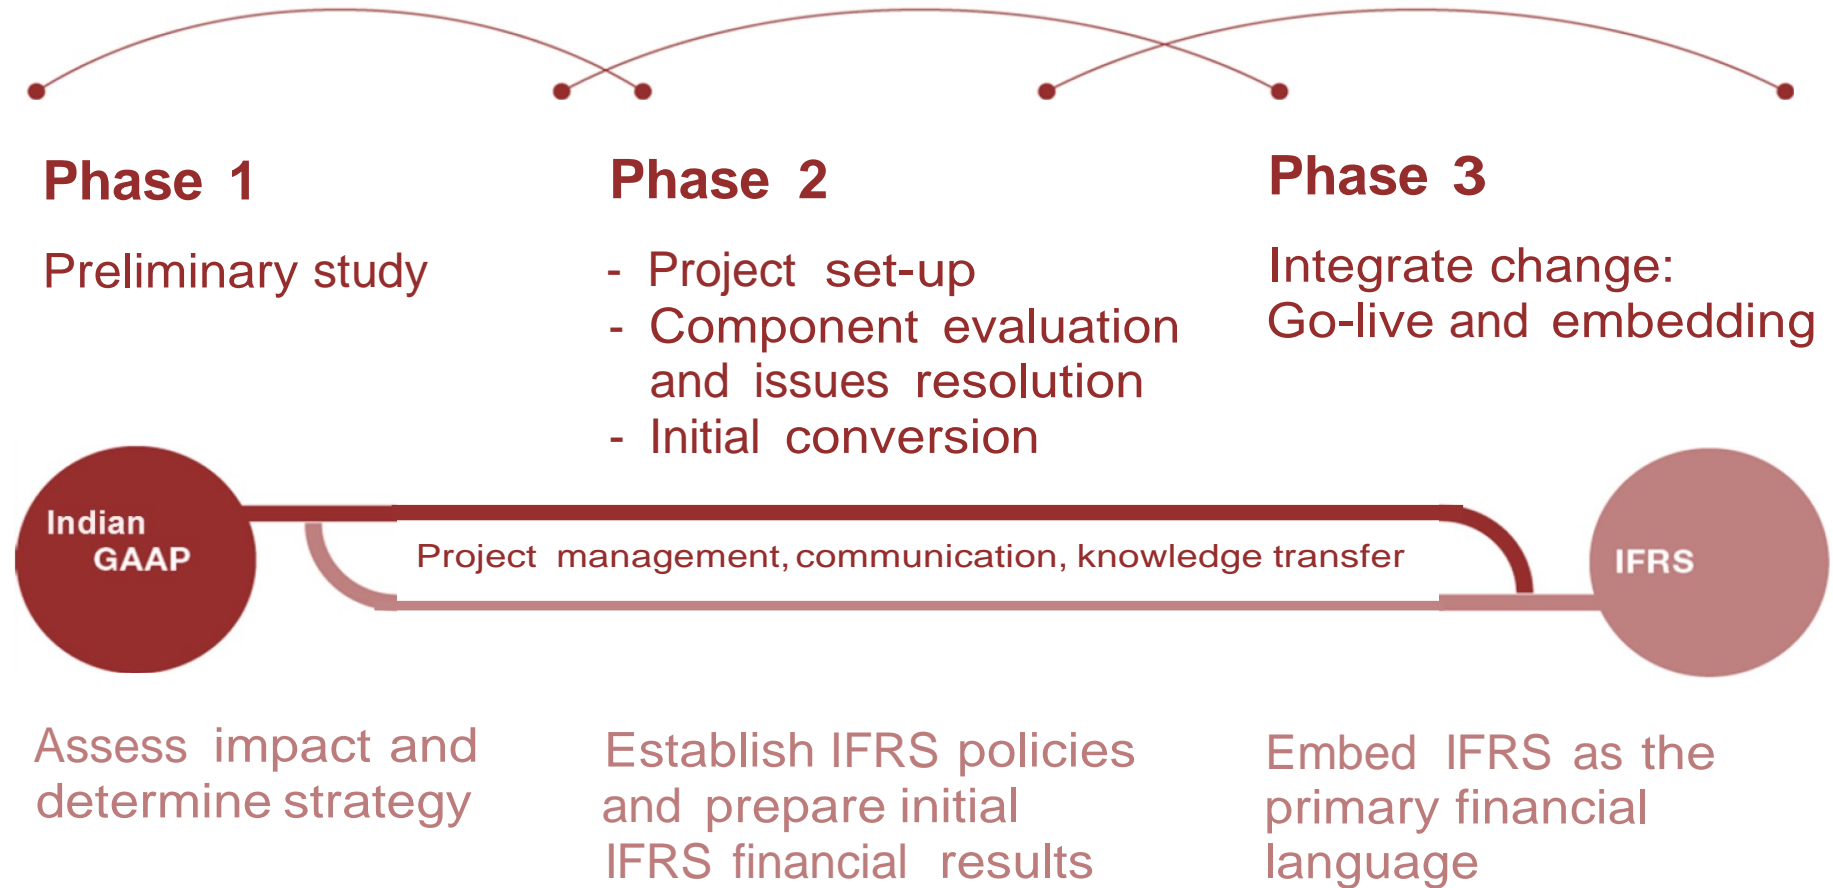 Phase 1
Preliminary study
Phase 2
- Project set-up
- Component evaluation
and issues resolution
- Initial conversion
Phase 3
Integrate change:
Go-live and embedding
Indian
GAAP
Project management, communication, knowledge transfer
IFRS
Assess impact and
determine strategy
Establish IFRS policies
and prepare initial
IFRS financial results
Embed IFRS as the
primary financial
language